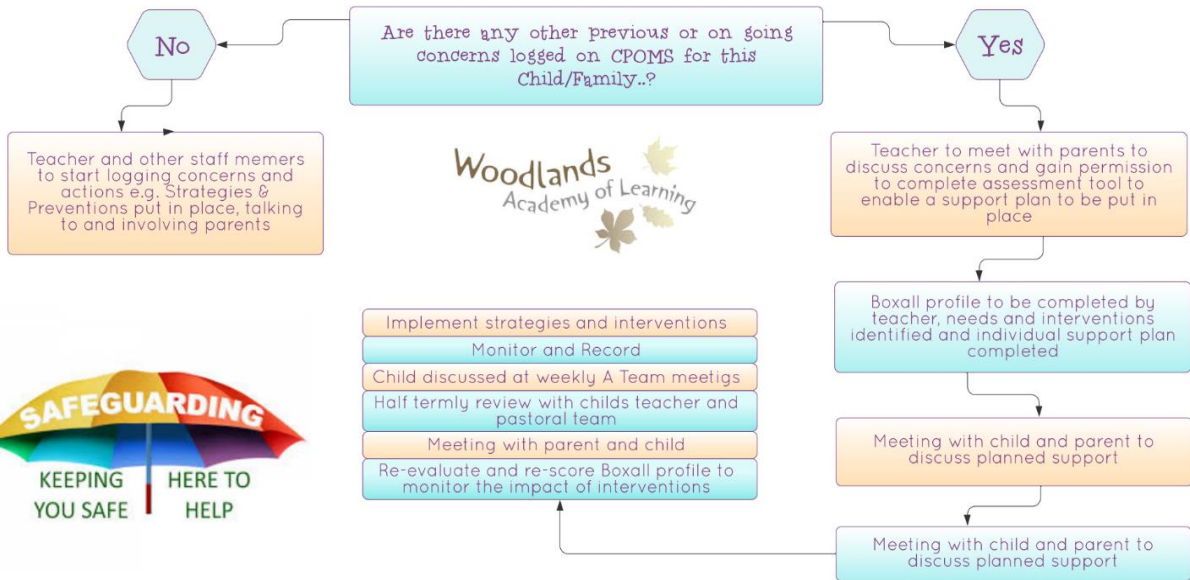 Are there any other previous or on going
concerns logged on CPOMS for this
Child/Family..?
No
Yes
Teacher and other staff memers
to start logging concerns and
actions e.g. Strategies &
Preventions put in place, talking
to and involving parents
Woodlands
Academy of Learning
Teacher to meet with parents to
discuss concerns and gain permission
to complete assessment tool to
enable a support plan to be put in
place
Boxall profile to be completed by
teacher, needs and interventions
identified and individual support plan
completed
Meeting with child and parent to
discuss planned support
Meeting with child and parent to
discuss planned support
Implement strategies and interventions
Monitor and Record
Child discussed at weekly A Team meetigs
Half termly review with childs teacher and
pastoral team
Meeting with parent and child
Re-evaluate and re-score Boxall profile to
monitor the impact of interventions
SAFEGUARDING
KEEPING
YOU SAFE
HERE TO
HELP